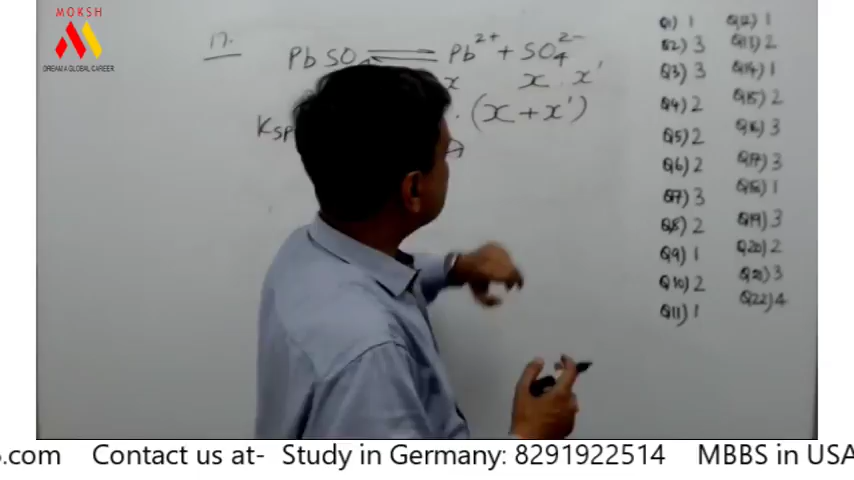 MOKSH
DREAM A GLOBAL CAREER
17.
PbSO ⇌ Pb²⁺ + SO₄²⁻
x x x'
Ksp . (x + x')
Q1) 1
Q2) 3
Q3) 3
Q4) 2
Q5) 2
Q6) 2
Q7) 3
Q8) 2
Q9) 1
Q10) 2
Q11) 1
Q12) 1
Q13) 2
Q14) 1
Q15) 2
Q16) 3
Q17) 3
Q18) 1
Q19) 3
Q20) 2
Q21) 3
Q22) 4
.com Contact us at- Study in Germany: 8291922514 MBBS in USA